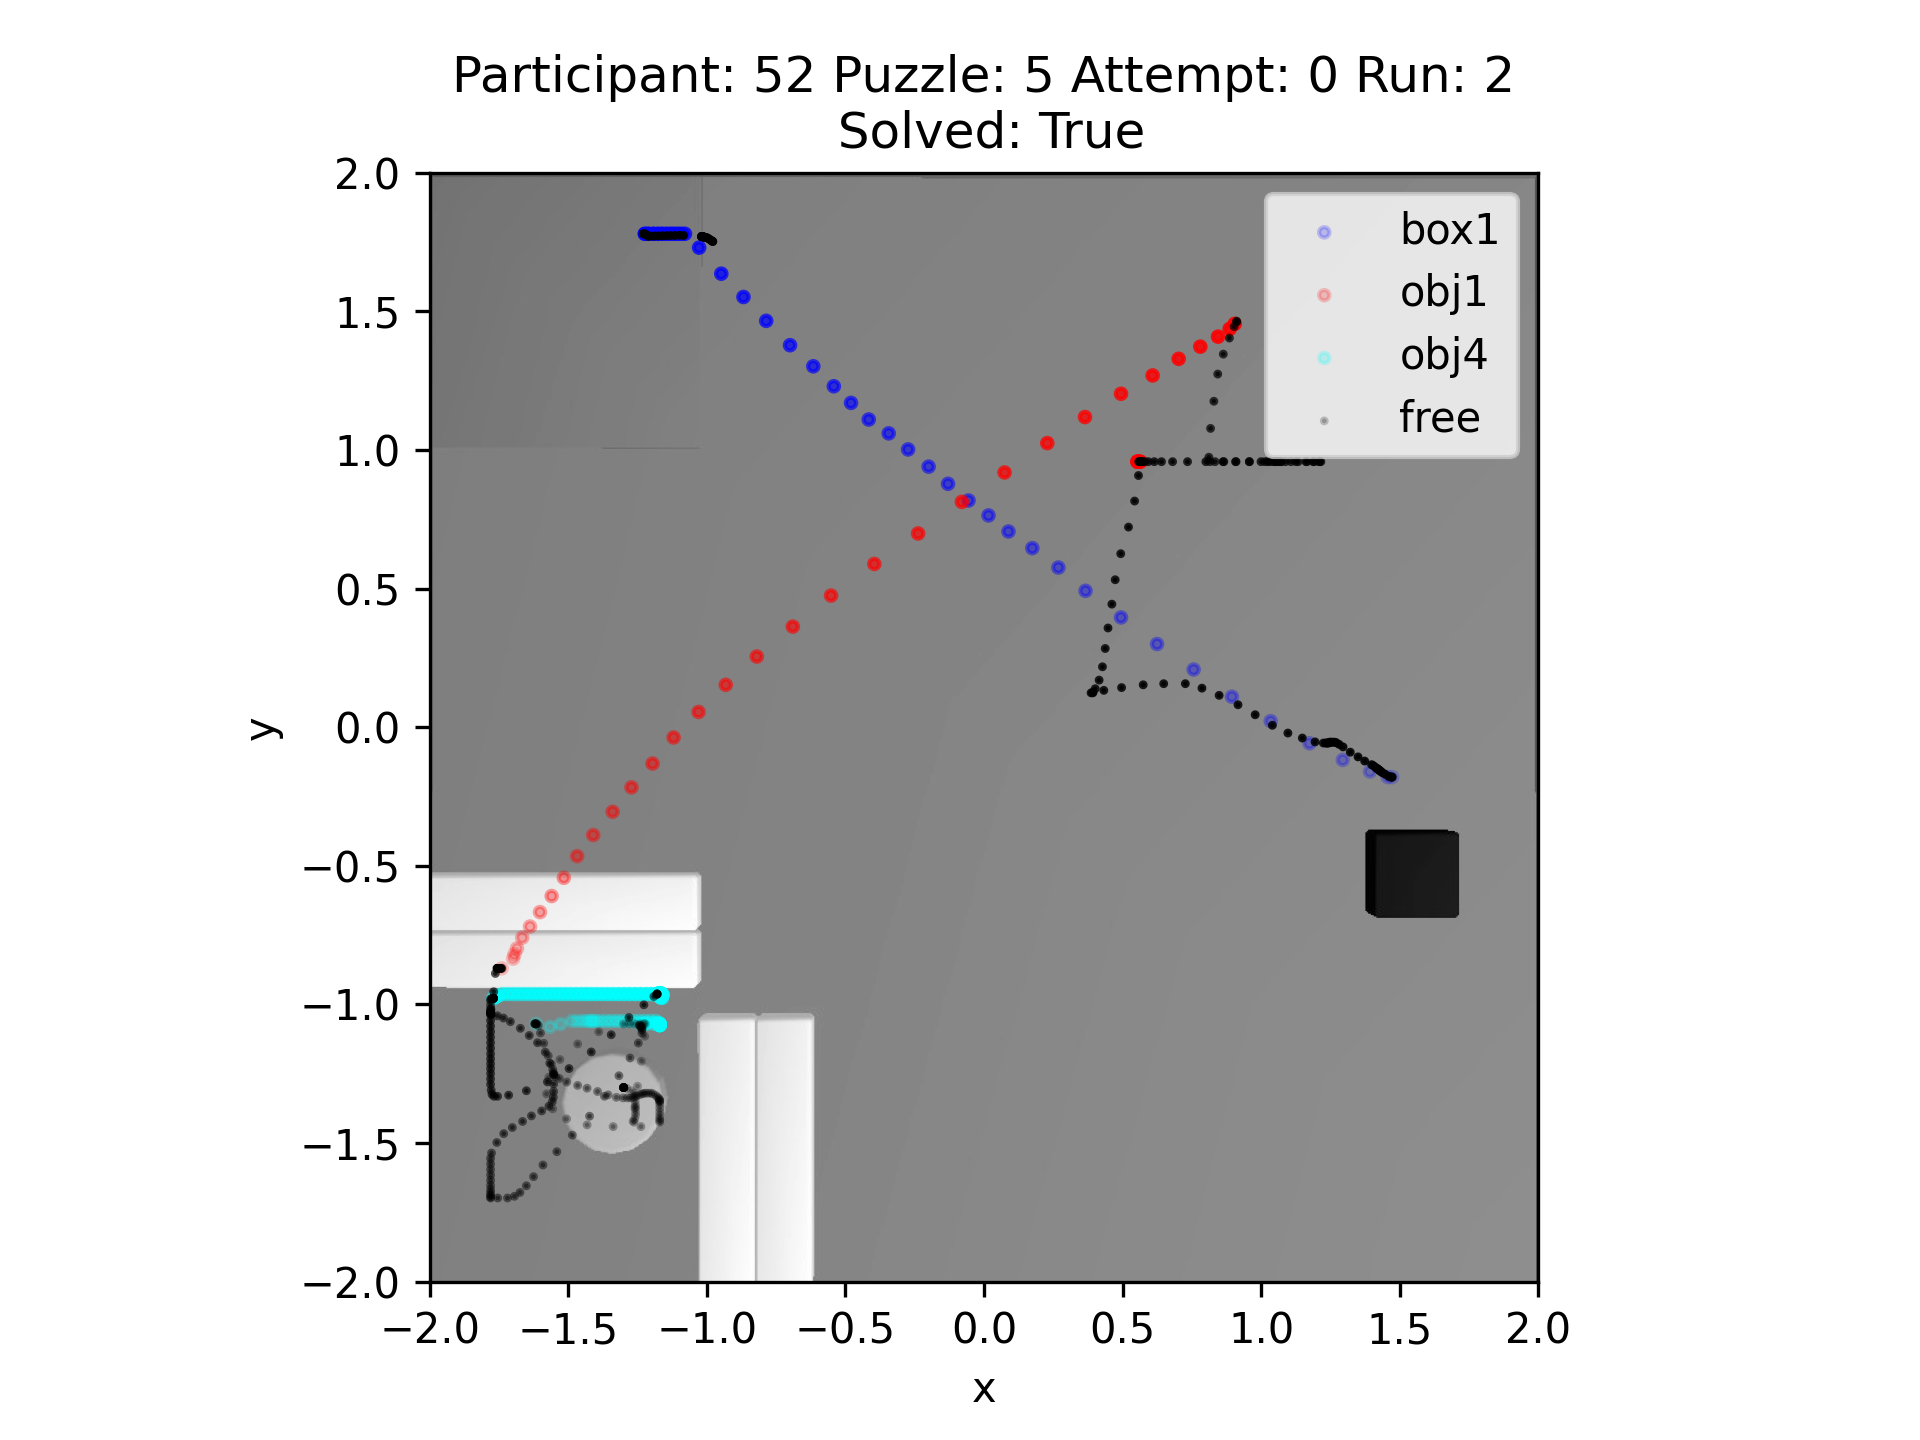 Participant: 52 Puzzle: 5 Attempt: 0 Run: 2
Solved: True
2.0
1.5
1.0
0.5
0.0
−0.5
−1.0
−1.5
−2.0
y
box1
obj1
obj4
free
−2.0 −1.5 −1.0 −0.5 0.0 0.5 1.0 1.5 2.0
x